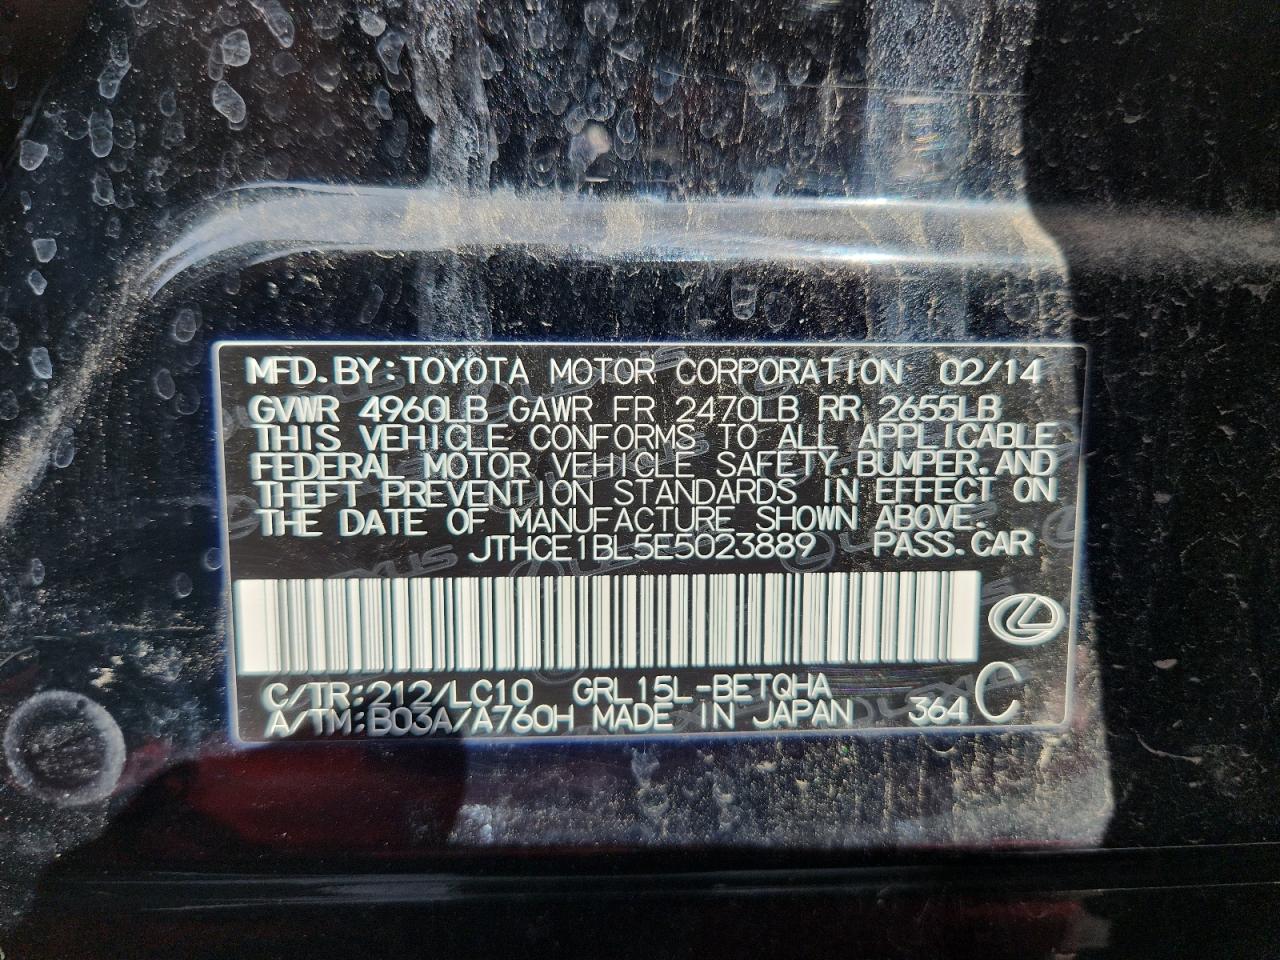 MFD.BY:TOYOTA MOTOR CORPORATION 02/14
GVWR 4960LB GAWR FR 2470LB RR 2655LB
THIS VEHICLE CONFORMS TO ALL APPLICABLE
FEDERAL MOTOR VEHICLE SAFETY.BUMPER.AND
THEFT PREVENTION STANDARDS IN EFFECT ON
THE DATE OF MANUFACTURE SHOWN ABOVE.
JTHCE1BL5E5023889 PASS.CAR
C/TR:212/LC10 GRL15L-BETQHA
A/TM:B03A/A760H MADE IN JAPAN 364 C